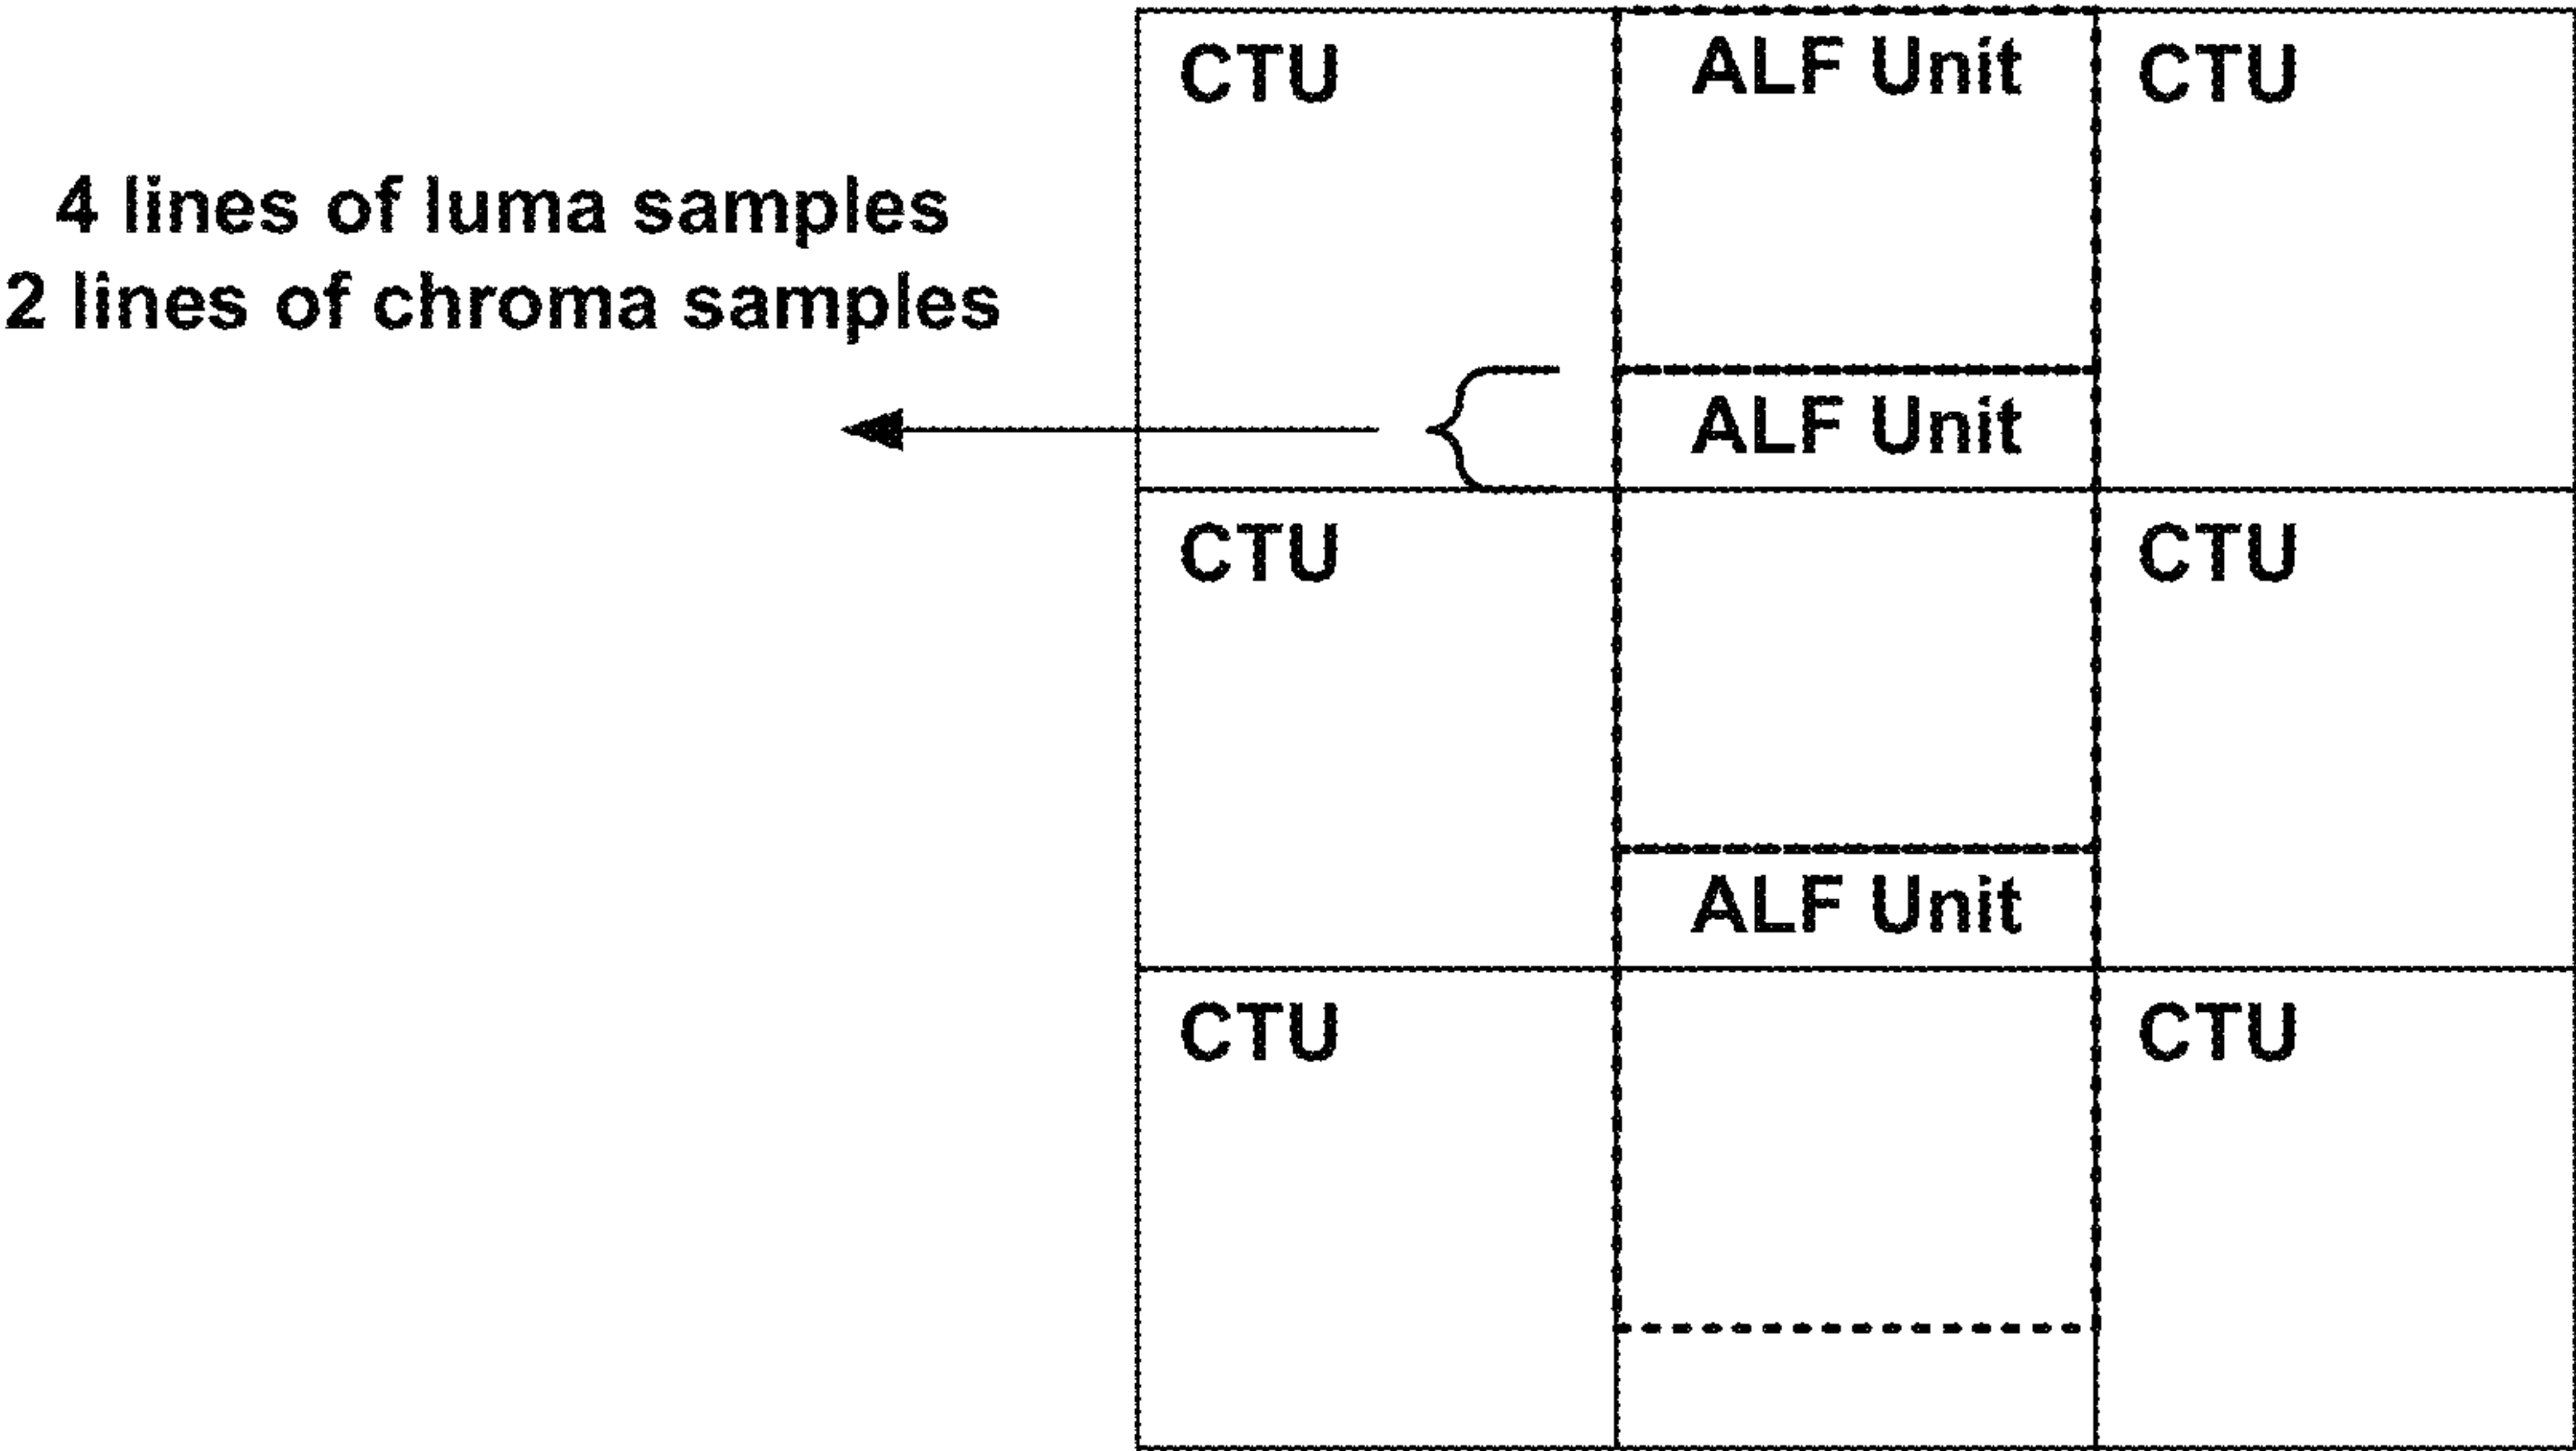 CTU
ALF Unit
CTU
4 lines of luma samples
2 lines of chroma samples
ALF Unit
CTU
CTU
ALF Unit
CTU
CTU